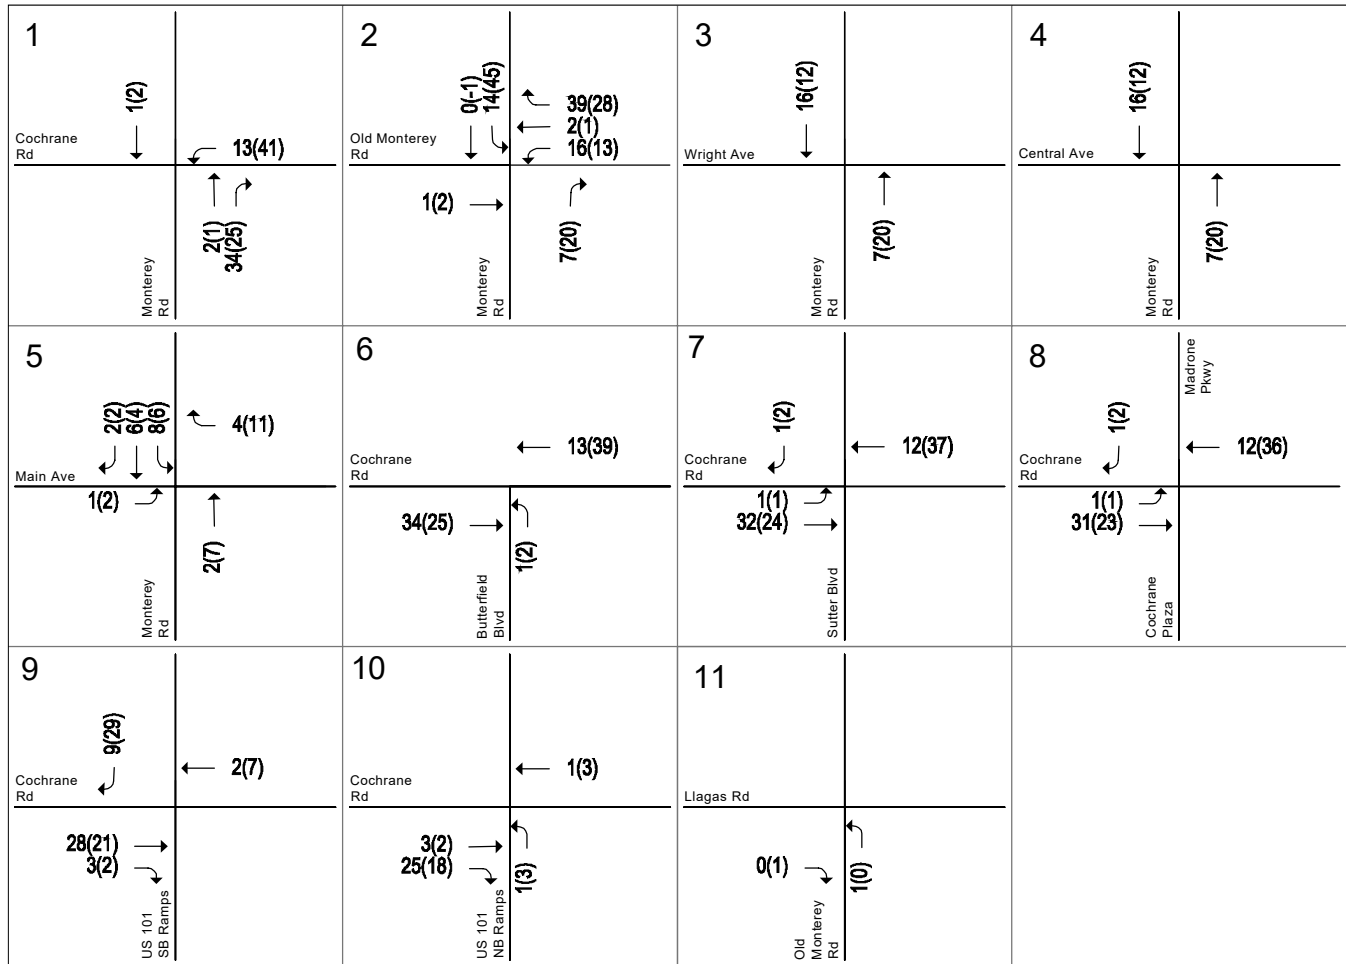 1
1(2)
Cochrane
Rd
13(41)
2(1)
34(25)
Monterey
Rd
2
0(-1)
14(45)
39(28)
2(1)
16(13)
Old Monterey
Rd
1(2)
7(20)
Monterey
Rd
3
16(12)
Wright Ave
7(20)
Monterey
Rd
4
16(12)
Central Ave
7(20)
Monterey
Rd
5
2(2)
6(4)
8(6)
4(11)
Main Ave
1(2)
2(7)
Monterey
Rd
6
13(39)
Cochrane
Rd
34(25)
1(2)
Butterfield
Blvd
7
1(2)
12(37)
Cochrane
Rd
1(1)
32(24)
Sutter Blvd
8
Madrone
Pkwy
1(2)
12(36)
Cochrane
Rd
1(1)
31(23)
Cochrane
Plaza
9
9(29)
2(7)
Cochrane
Rd
28(21)
3(2)
US 101
SB Ramps
10
1(3)
Cochrane
Rd
3(2)
25(18)
1(3)
US 101
NB Ramps
11
Llagas Rd
0(1)
1(0)
Old
Monterey
Rd